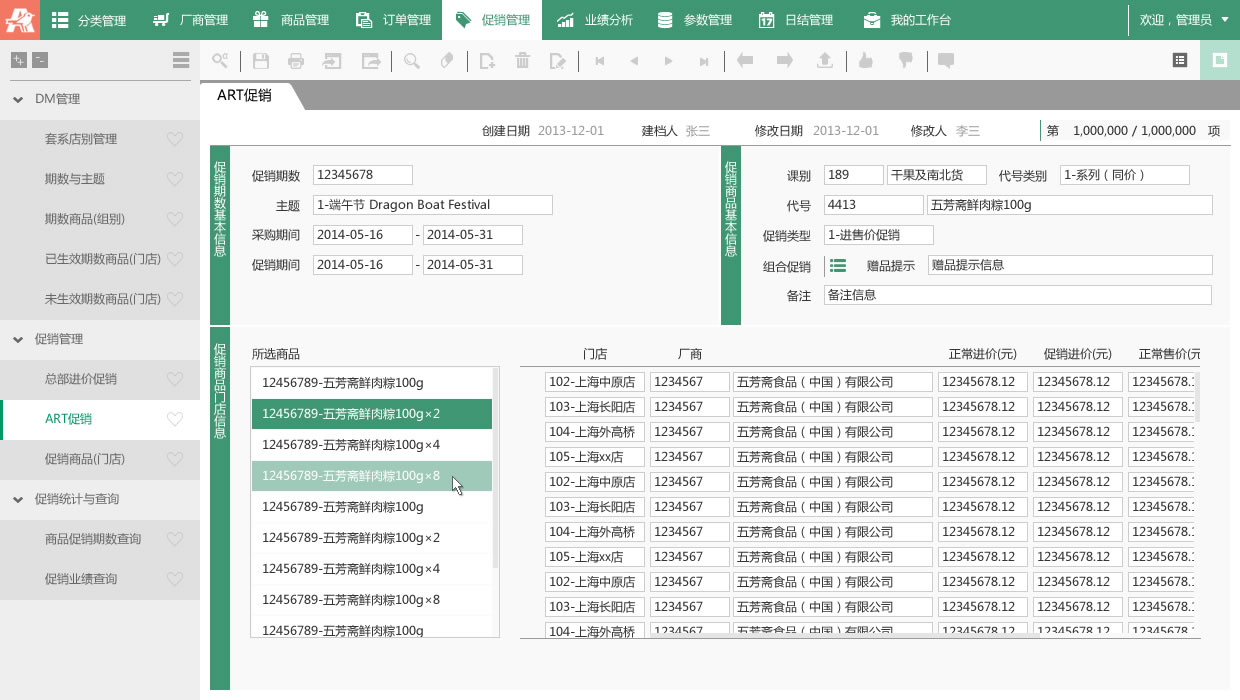 分类管理 厂商管理 商品管理 订单管理 促销管理 业绩分析 参数管理 日结管理 我的工作台 欢迎，管理员
ART促销
创建日期 2013-12-01 建档人 张三 修改日期 2013-12-01 修改人 李三 第 1,000,000 / 1,000,000 项
DM管理
套系店别管理
期数与主题
期数商品(组别)
已生效期数商品(门店)
未生效期数商品(门店)
促销管理
总部进价促销
ART促销
促销商品(门店)
促销统计与查询
商品促销期数查询
促销业绩查询
促销期数基本信息
促销期数 12345678
主题 1-端午节 Dragon Boat Festival
采购期间 2014-05-16 - 2014-05-31
促销期间 2014-05-16 - 2014-05-31
促销商品基本信息
课别 189 干果及南北货 代号类别 1-系列（同价）
代号 4413 五芳斋鲜肉粽100g
促销类型 1-进售价促销
组合促销 赠品提示 赠品提示信息
备注 备注信息
促销商品门店信息
所选商品
12456789-五芳斋鲜肉粽100g
12456789-五芳斋鲜肉粽100g×2
12456789-五芳斋鲜肉粽100g×4
12456789-五芳斋鲜肉粽100g×8
12456789-五芳斋鲜肉粽100g
12456789-五芳斋鲜肉粽100g×2
12456789-五芳斋鲜肉粽100g×4
12456789-五芳斋鲜肉粽100g×8
12456789-五芳斋鲜肉粽100g
门店 厂商 正常进价(元) 促销进价(元) 正常售价(元
102-上海中原店 1234567 五芳斋食品（中国）有限公司 12345678.12 12345678.12 12345678.1
103-上海长阳店 1234567 五芳斋食品（中国）有限公司 12345678.12 12345678.12 12345678.1
104-上海外高桥 1234567 五芳斋食品（中国）有限公司 12345678.12 12345678.12 12345678.1
105-上海xx店 1234567 五芳斋食品（中国）有限公司 12345678.12 12345678.12 12345678.1
102-上海中原店 1234567 五芳斋食品（中国）有限公司 12345678.12 12345678.12 12345678.1
103-上海长阳店 1234567 五芳斋食品（中国）有限公司 12345678.12 12345678.12 12345678.1
104-上海外高桥 1234567 五芳斋食品（中国）有限公司 12345678.12 12345678.12 12345678.1
105-上海xx店 1234567 五芳斋食品（中国）有限公司 12345678.12 12345678.12 12345678.1
102-上海中原店 1234567 五芳斋食品（中国）有限公司 12345678.12 12345678.12 12345678.1
103-上海长阳店 1234567 五芳斋食品（中国）有限公司 12345678.12 12345678.12 12345678.1
104-上海外高桥 1234567 五芳斋食品（中国）有限公司 12345678.12 12345678.12 12345678.1